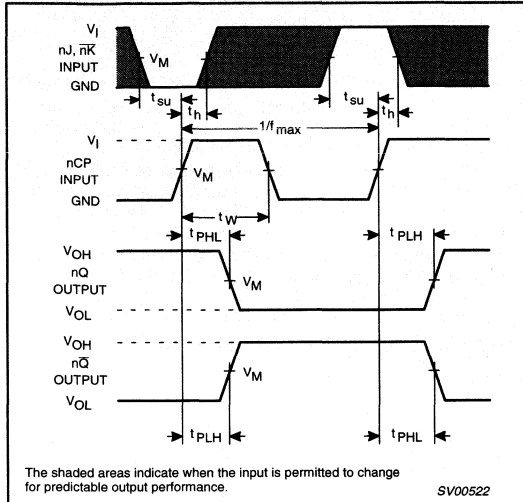 VI
nJ, nK̅
INPUT
GND
VM
tsu
th
tsu
th
1/fmax
VI
nCP
INPUT
GND
VM
tW
tPHL
tPLH
VOH
nQ
OUTPUT
VOL
VM
VOH
nQ̅
OUTPUT
VOL
VM
tPLH
tPHL
The shaded areas indicate when the input is permitted to change
for predictable output performance.
SV00522